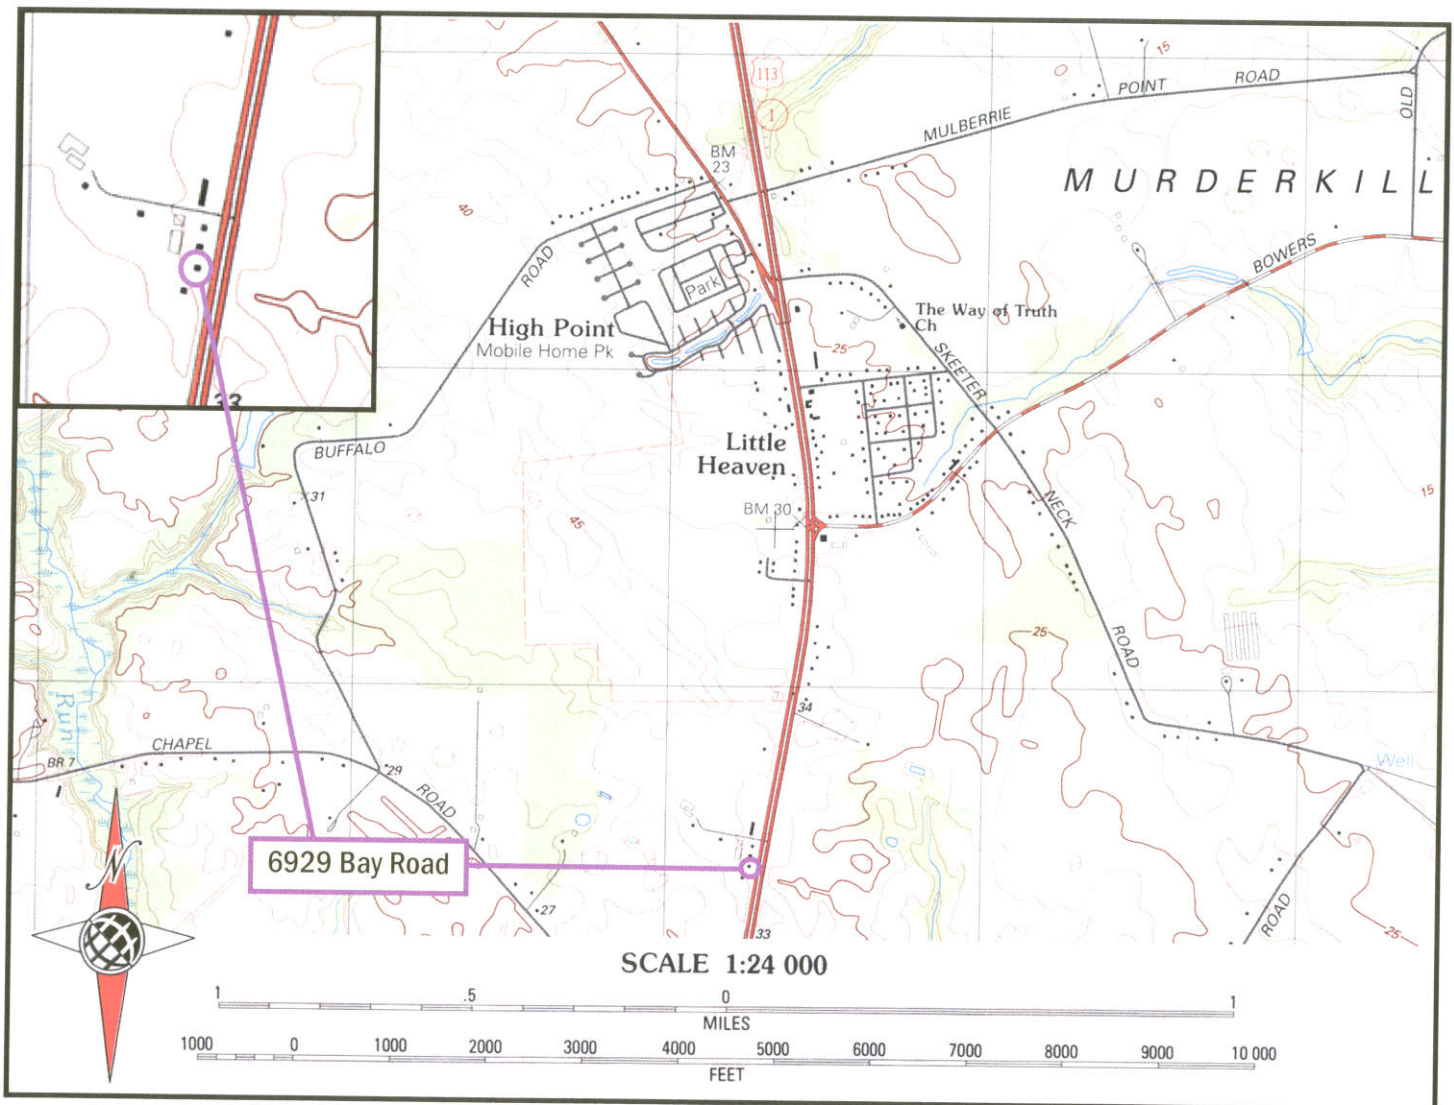 113
1
15
MULBERRIE
POINT
ROAD
OLD
BM
23
MURDERKILL
40
ROAD
Park
High Point
Mobile Home Pk
BOWERS
The Way of Truth
Ch
25
SKEETER
33
BUFFALO
Little
Heaven
31
45
BM 30
NECK
15
ROAD
25
Run
34
CHAPEL
BR 7
29
ROAD
Well
6929 Bay Road
27
33
ROAD
25
N
SCALE 1:24 000
1
.5
0
1
MILES
1000
0
1000
2000
3000
4000
5000
6000
7000
8000
9000
10 000
FEET